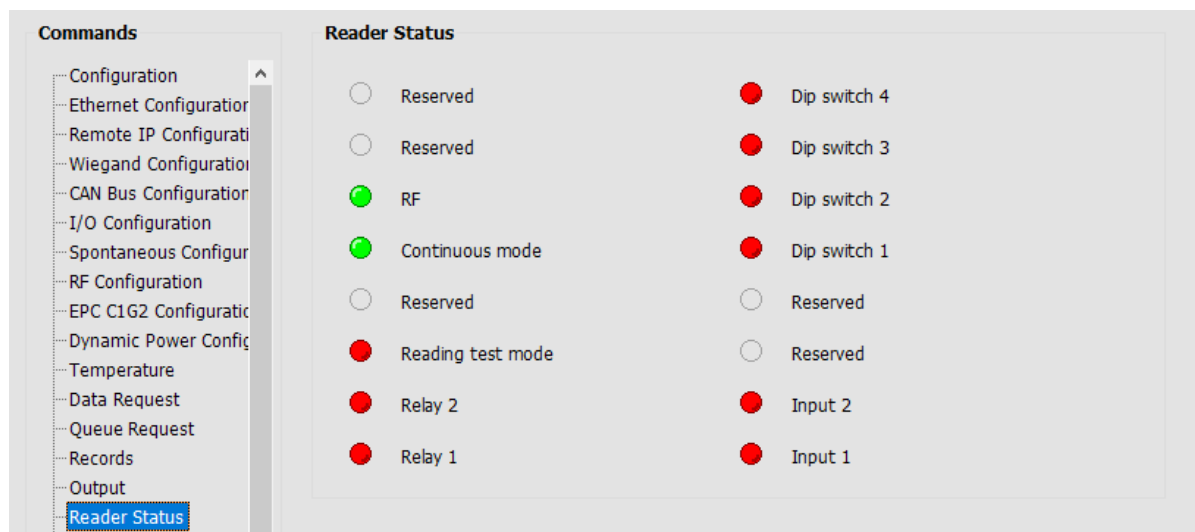 Commands
Configuration
Ethernet Configuration
Remote IP Configurati
Wiegand Configuration
CAN Bus Configuration
I/O Configuration
Spontaneous Configur
RF Configuration
EPC C1G2 Configuratic
Dynamic Power Config
Temperature
Data Request
Queue Request
Records
Output
Reader Status
Reader Status
Reserved
Reserved
RF
Continuous mode
Reserved
Reading test mode
Relay 2
Relay 1
Dip switch 4
Dip switch 3
Dip switch 2
Dip switch 1
Reserved
Reserved
Input 2
Input 1